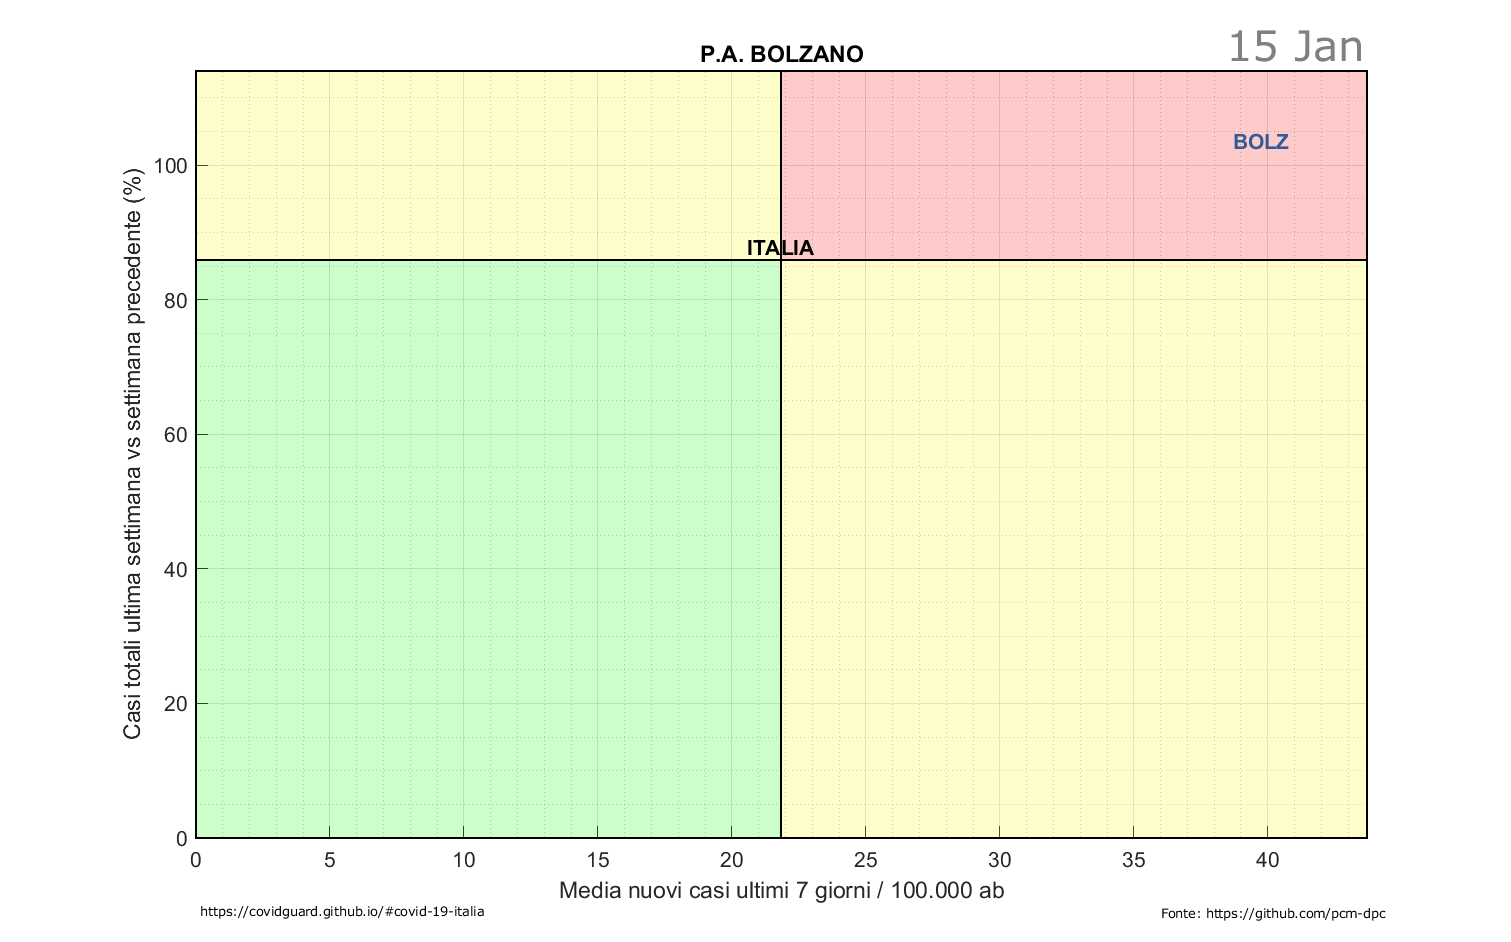 P.A. BOLZANO
15 Jan
BOLZ
ITALIA
Casi totali ultima settimana vs settimana precedente (%)
100
80
60
40
20
0
0 5 10 15 20 25 30 35 40
Media nuovi casi ultimi 7 giorni / 100.000 ab
https://covidguard.github.io/#covid-19-italia
Fonte: https://github.com/pcm-dpc